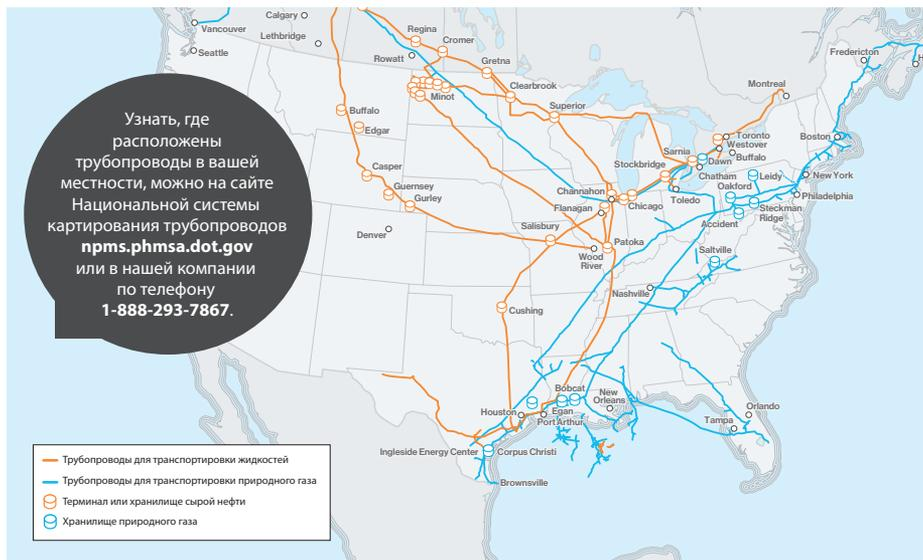 Calgary
Vancouver
Lethbridge
Seattle
Regina
Cromer
Rowatt
Gretna
Minot
Clearbrook
Superior
Fredericton
H
Montreal
Buffalo
Edgar
Casper
Guernsey
Gurley
Denver
Toronto
Westover
Buffalo
Boston
Sarnia
Stockbridge
Dawn
Chatham
Leidy
New York
Oakford
Philadelphia
Channahon
Toledo
Flanagan
Chicago
Steckman
Ridge
Accident
Salisbury
Patoka
Wood
River
Saltville
Nashville
Cushing
Bobcat
New
Orleans
Houston
Egan
Port Arthur
Orlando
Tampa
Ingleside Energy Center
Corpus Christi
Brownsville
Узнать, где
расположены
трубопроводы в вашей
местности, можно на сайте
Национальной системы
картирования трубопроводов
npms.phmsa.dot.gov
или в нашей компании
по телефону
1-888-293-7867.
Трубопроводы для транспортировки жидкостей
Трубопроводы для транспортировки природного газа
Терминал или хранилище сырой нефти
Хранилище природного газа